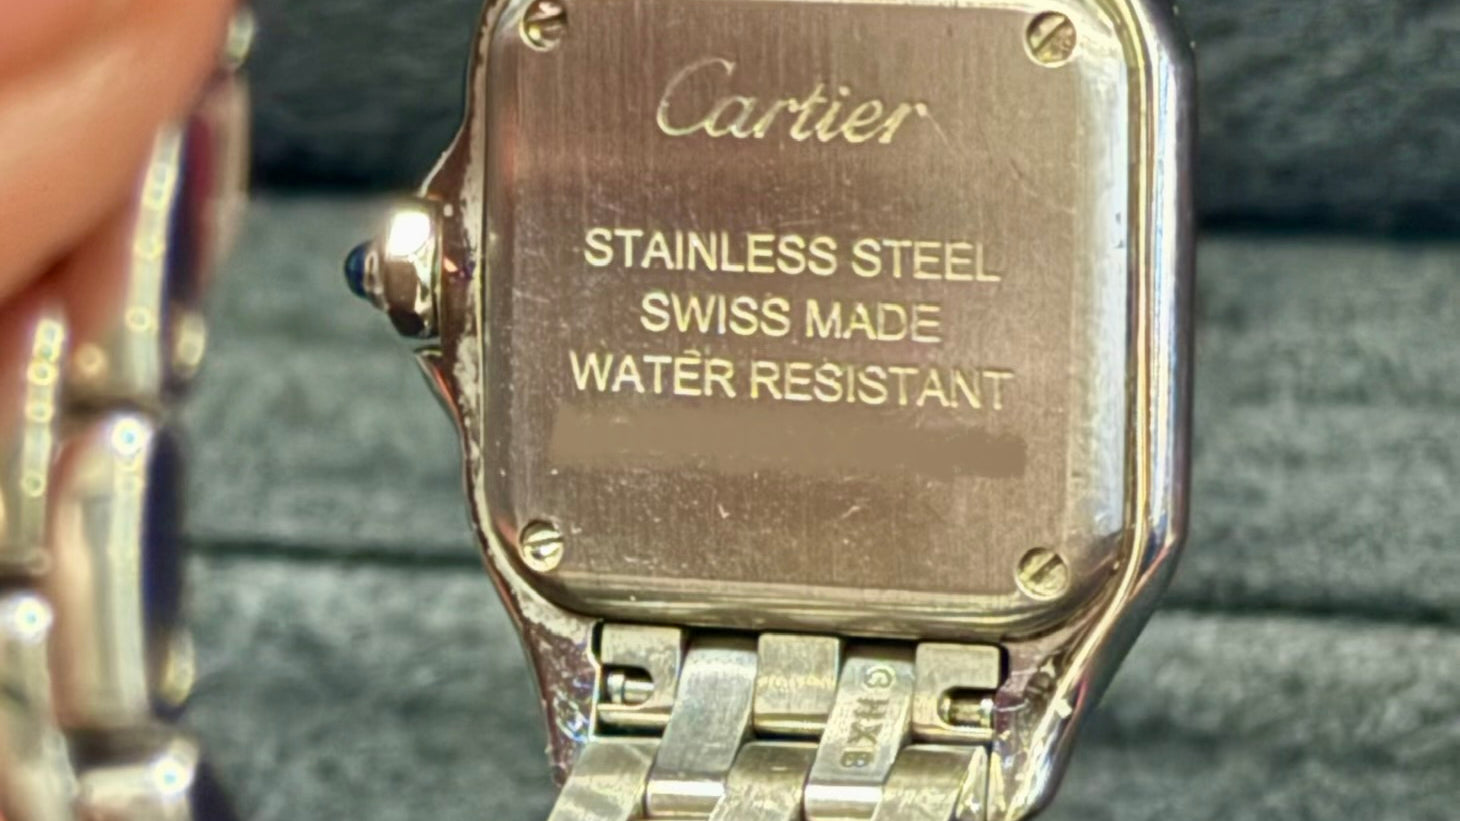 Cartier
STAINLESS STEEL
SWISS MADE
WATER RESISTANT